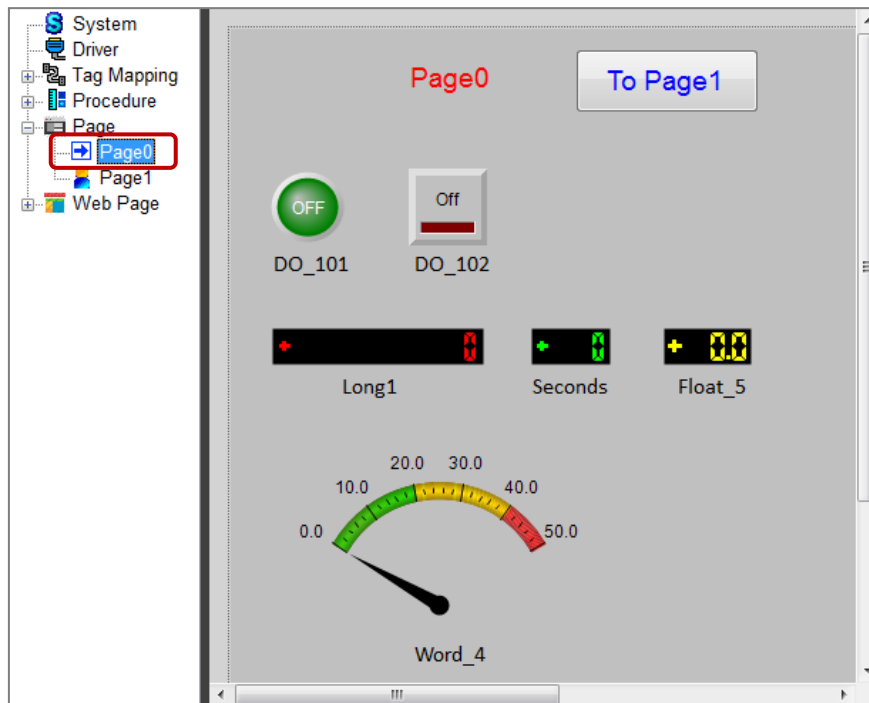 System
Driver
Tag Mapping
Procedure
Page
Page0
Page1
Web Page
Page0
To Page1
OFF
Off
DO_101
DO_102
+ 0
+ 0
+ 0.0
Long1
Seconds
Float_5
0.0
10.0
20.0
30.0
40.0
50.0
Word_4